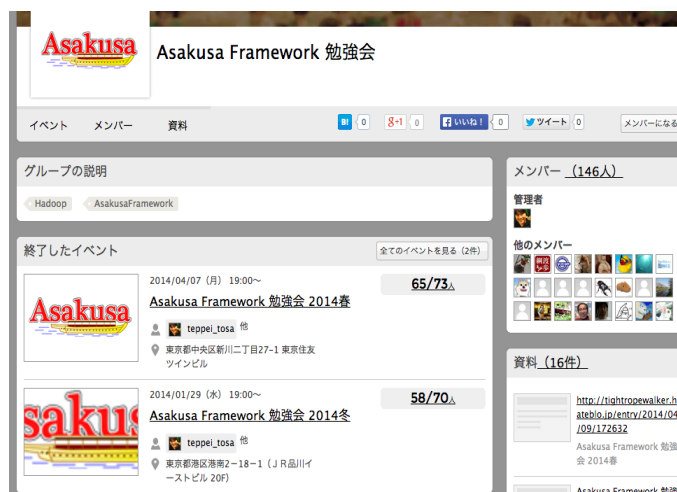 Asakusa
Asakusa Framework 勉強会
イベント
メンバー
資料
B! 0
g+1 0
いいね! 0
ツイート 0
メンバーになる
グループの説明
Hadoop
AsakusaFramework
終了したイベント
全てのイベントを見る（2件）
Asakusa
2014/04/07（月） 19:00〜
Asakusa Framework 勉強会 2014春
65/73人
teppei_tosa 他
東京都中央区新川二丁目27-1 東京住友
ツインビル
saku
2014/01/29（水） 19:00〜
Asakusa Framework 勉強会 2014冬
58/70人
teppei_tosa 他
東京都港区港南2−18−1（ＪＲ品川イ
ーストビル 20F）
メンバー （146人）
管理者
他のメンバー
資料 （16件）
http://tightropewalker.h
ateblo.jp/entry/2014/04
/09/172632
Asakusa Framework 勉強
会 2014春